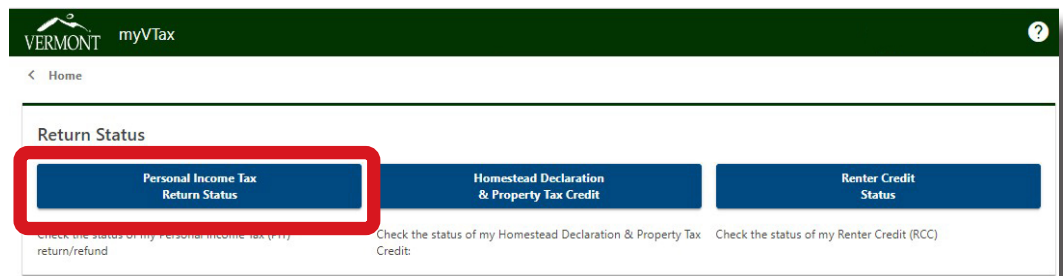 VERMONT myVTax ?
< Home
Return Status
Personal Income Tax
Return Status
Check the status of my Personal Income Tax (PIT)
return/refund
Homestead Declaration
& Property Tax Credit
Check the status of my Homestead Declaration & Property Tax
Credit:
Renter Credit
Status
Check the status of my Renter Credit (RCC)